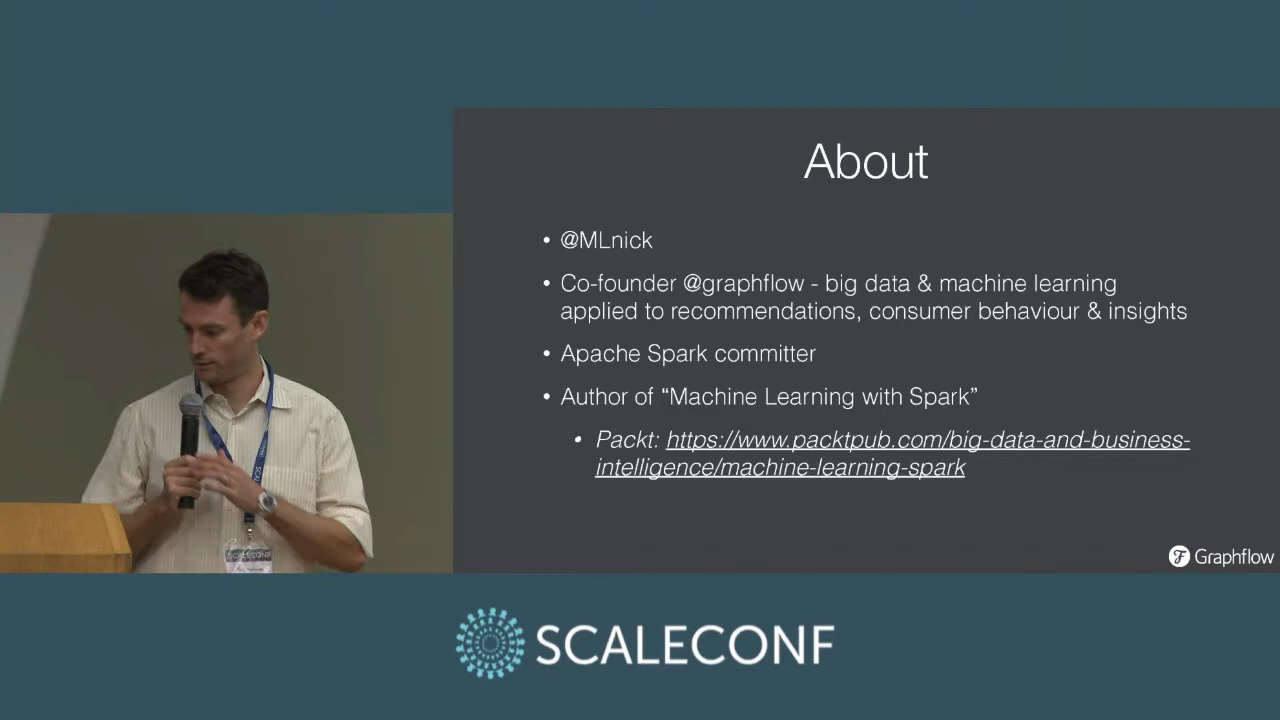 About
• @MLnick
• Co-founder @graphflow - big data & machine learning
applied to recommendations, consumer behaviour & insights
• Apache Spark committer
• Author of “Machine Learning with Spark”
• Packt: https://www.packtpub.com/big-data-and-business-
intelligence/machine-learning-spark
Graphflow
SCALECONF
SCALECONF